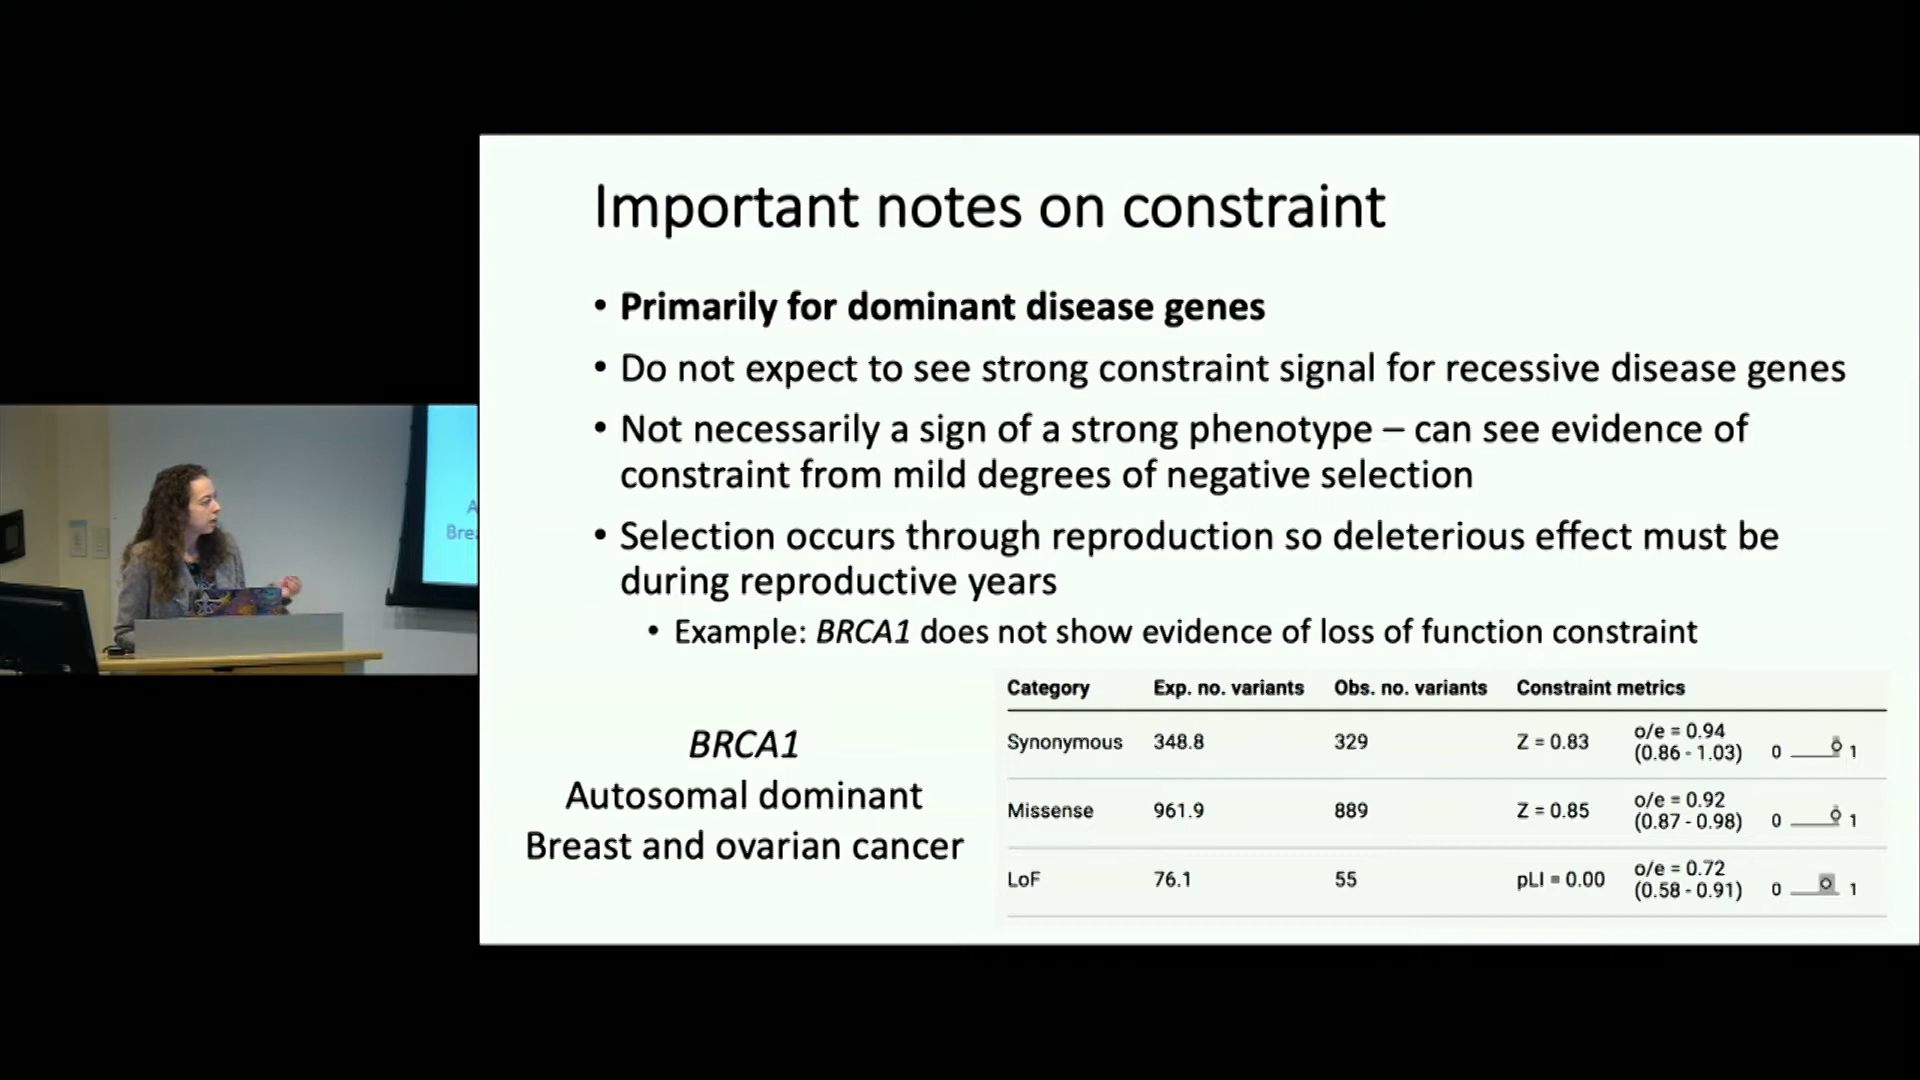 Important notes on constraint
• Primarily for dominant disease genes
• Do not expect to see strong constraint signal for recessive disease genes
• Not necessarily a sign of a strong phenotype – can see evidence of
constraint from mild degrees of negative selection
• Selection occurs through reproduction so deleterious effect must be
during reproductive years
• Example: BRCA1 does not show evidence of loss of function constraint
BRCA1
Autosomal dominant
Breast and ovarian cancer
Category Exp. no. variants Obs. no. variants Constraint metrics
Synonymous 348.8 329 Z = 0.83 o/e = 0.94
(0.86 - 1.03) 0 1
Missense 961.9 889 Z = 0.85 o/e = 0.92
(0.87 - 0.98) 0 1
LoF 76.1 55 pLI = 0.00 o/e = 0.72
(0.58 - 0.91) 0 1
A
Brea